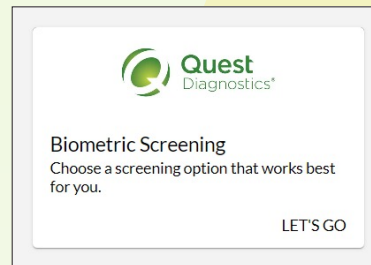 Quest
Diagnostics®
Biometric Screening
Choose a screening option that works best
for you.
LET'S GO